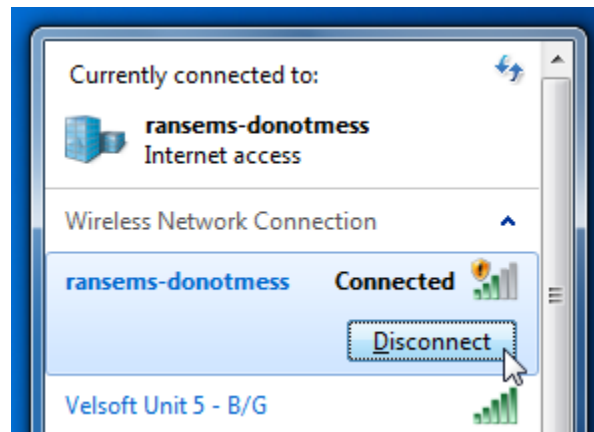 Currently connected to:
ransems-donotmess
Internet access
Wireless Network Connection
ransems-donotmess Connected
Disconnect
Velsoft Unit 5 - B/G